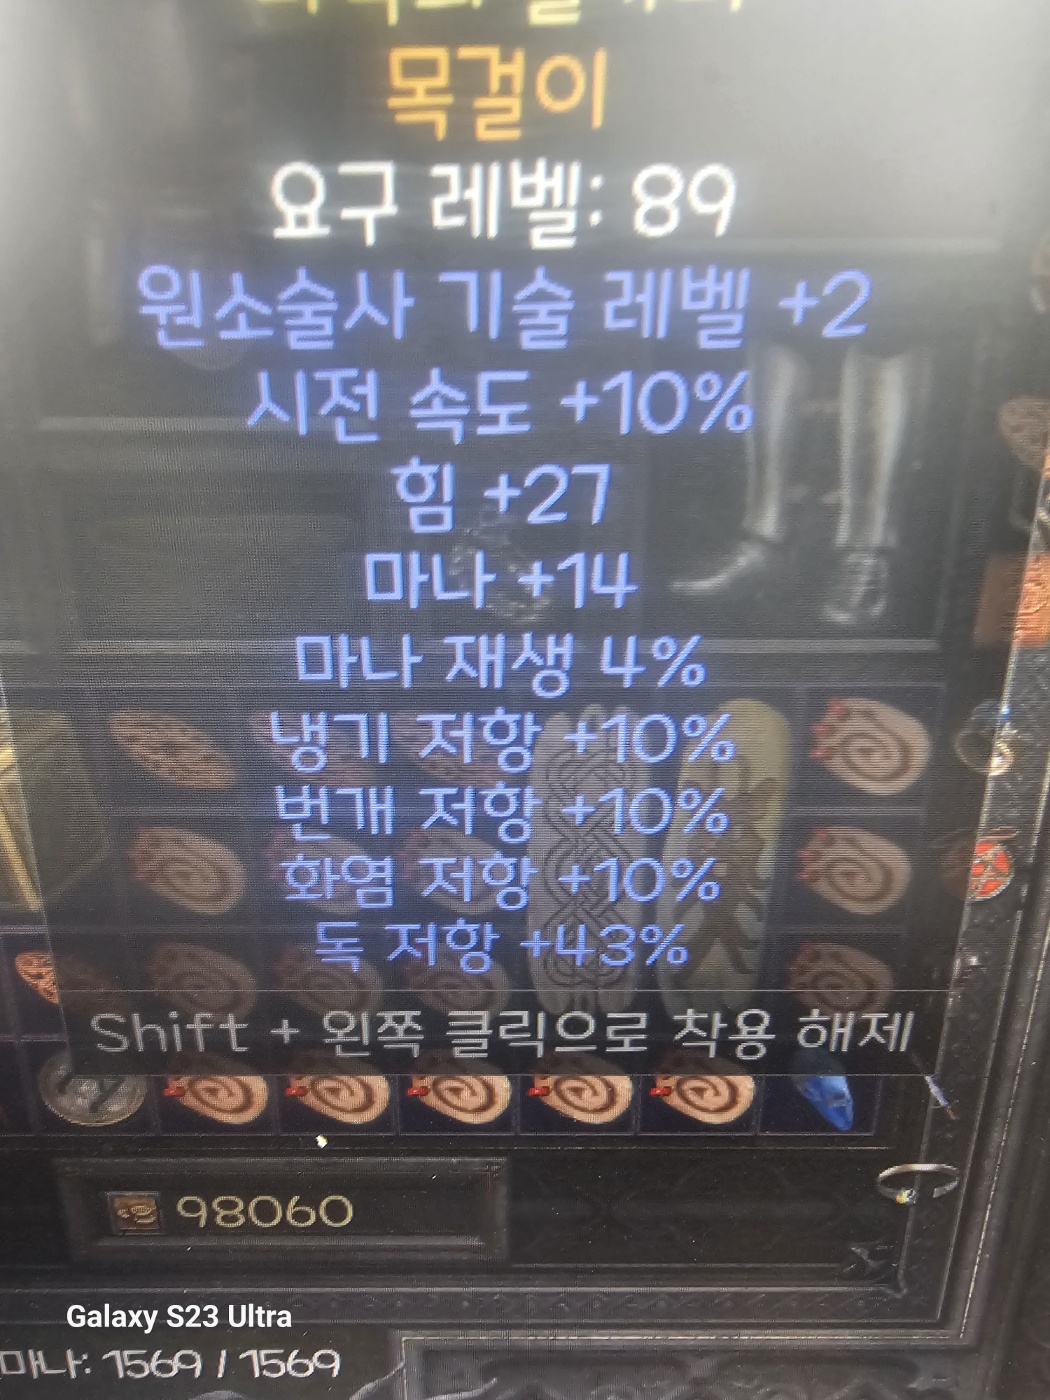 목걸이
요구 레벨: 89
원소술사 기술 레벨 +2
시전 속도 +10%
힘 +27
마나 +14
마나 재생 4%
냉기 저항 +10%
번개 저항 +10%
화염 저항 +10%
독 저항 +43%
Shift + 왼쪽 클릭으로 착용 해제
98060
Galaxy S23 Ultra
마나: 1569 / 1569